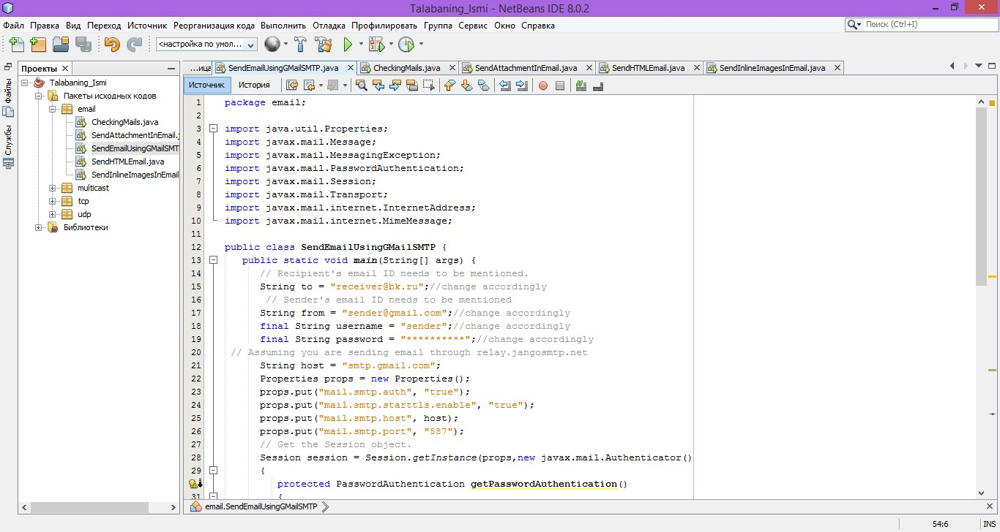 Talabaning_Ismi - NetBeans IDE 8.0.2
Файл Правка Вид Переход Источник Реорганизация кода Выполнить Отладка Профилировать Группа Сервис Окно Справка
Поиск (Ctrl+I)
<настройка по умол...
Файлы
Службы
Проекты
Talabaning_Ismi
Пакеты исходных кодов
email
CheckingMails.java
SendAttachmentInEmail.j
SendEmailUsingGMailSMT
SendHTMLEmail.java
SendInlineImagesInEmail
multicast
tcp
udp
Библиотеки
...ица SendEmailUsingGMailSMTP.java CheckingMails.java SendAttachmentInEmail.java SendHTMLEmail.java SendInlineImagesInEmail.java
Источник История
1 package email;
2
3 import java.util.Properties;
4 import javax.mail.Message;
5 import javax.mail.MessagingException;
6 import javax.mail.PasswordAuthentication;
7 import javax.mail.Session;
8 import javax.mail.Transport;
9 import javax.mail.internet.InternetAddress;
10 import javax.mail.internet.MimeMessage;
11
12 public class SendEmailUsingGMailSMTP {
13 public static void main(String[] args) {
14 // Recipient's email ID needs to be mentioned.
15 String to = "receiver@bk.ru";//change accordingly
16 // Sender's email ID needs to be mentioned
17 String from = "sender@gmail.com";//change accordingly
18 final String username = "sender";//change accordingly
19 final String password = "**********";//change accordingly
20 // Assuming you are sending email through relay.jangosmtp.net
21 String host = "smtp.gmail.com";
22 Properties props = new Properties();
23 props.put("mail.smtp.auth", "true");
24 props.put("mail.smtp.starttls.enable", "true");
25 props.put("mail.smtp.host", host);
26 props.put("mail.smtp.port", "587");
27 // Get the Session object.
28 Session session = Session.getInstance(props,new javax.mail.Authenticator()
29 {
protected PasswordAuthentication getPasswordAuthentication()
31 {
email.SendEmailUsingGMailSMTP
54:6 INS